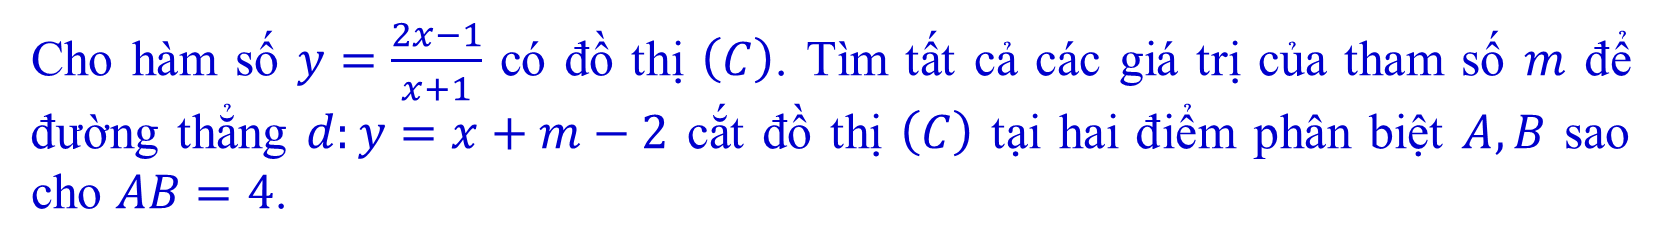 Cho hàm số y = \frac{2x-1}{x+1} có đồ thị (C). Tìm tất cả các giá trị của tham số m để
đường thẳng d: y = x + m − 2 cắt đồ thị (C) tại hai điểm phân biệt A, B sao
cho AB = 4.